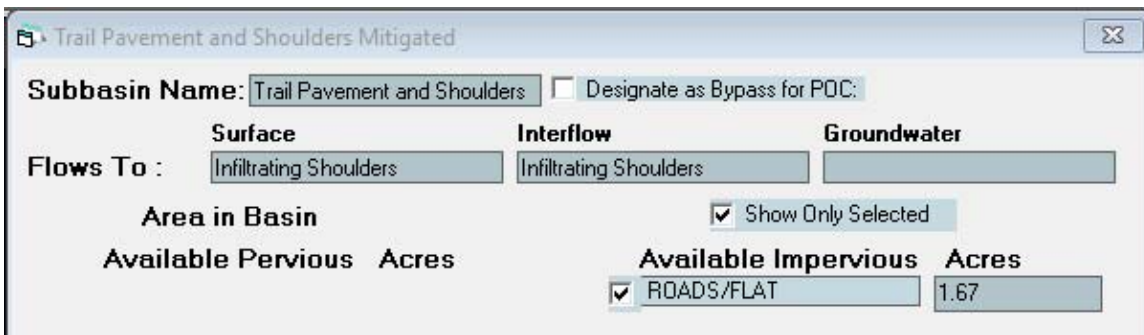 Trail Pavement and Shoulders Mitigated
Subbasin Name: Trail Pavement and Shoulders Designate as Bypass for POC:
Surface Interflow Groundwater
Flows To : Infiltrating Shoulders Infiltrating Shoulders
Area in Basin Show Only Selected
Available Pervious Acres Available Impervious Acres
ROADS/FLAT 1.67